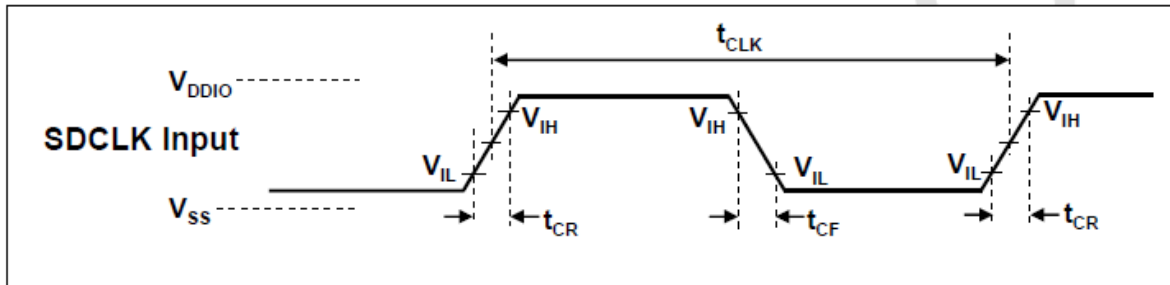 tCLK
VDDIO
SDCLK Input
VIH
VIH
VIH
VIL
VIL
VIL
VSS
tCR
tCF
tCR